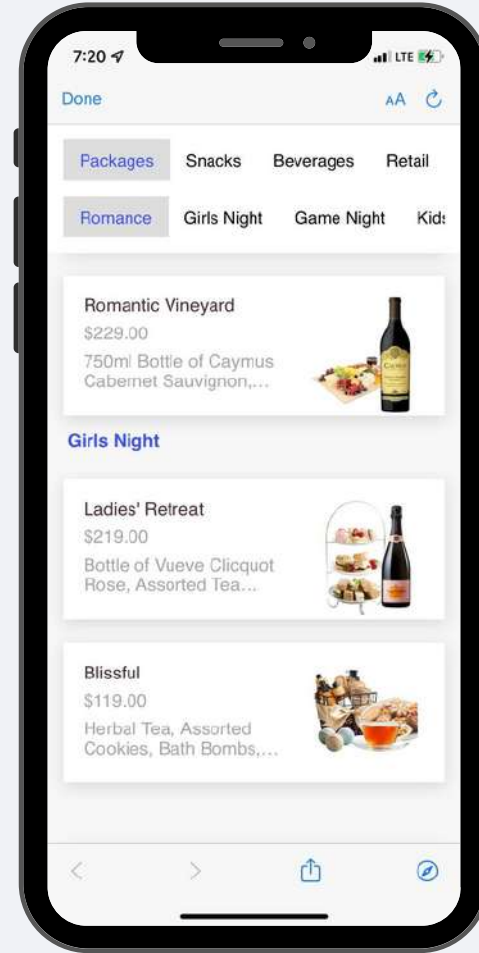 7:20
LTE
Done
AA
Packages Snacks Beverages Retail
Romance Girls Night Game Night Kids
Romantic Vineyard
$229.00
750ml Bottle of Caymus
Cabernet Sauvignon,...
CAYMUS
Girls Night
Ladies' Retreat
$219.00
Bottle of Vueve Clicquot
Rose, Assorted Tea...
Blissful
$119.00
Herbal Tea, Assorted
Cookies, Bath Bombs,...